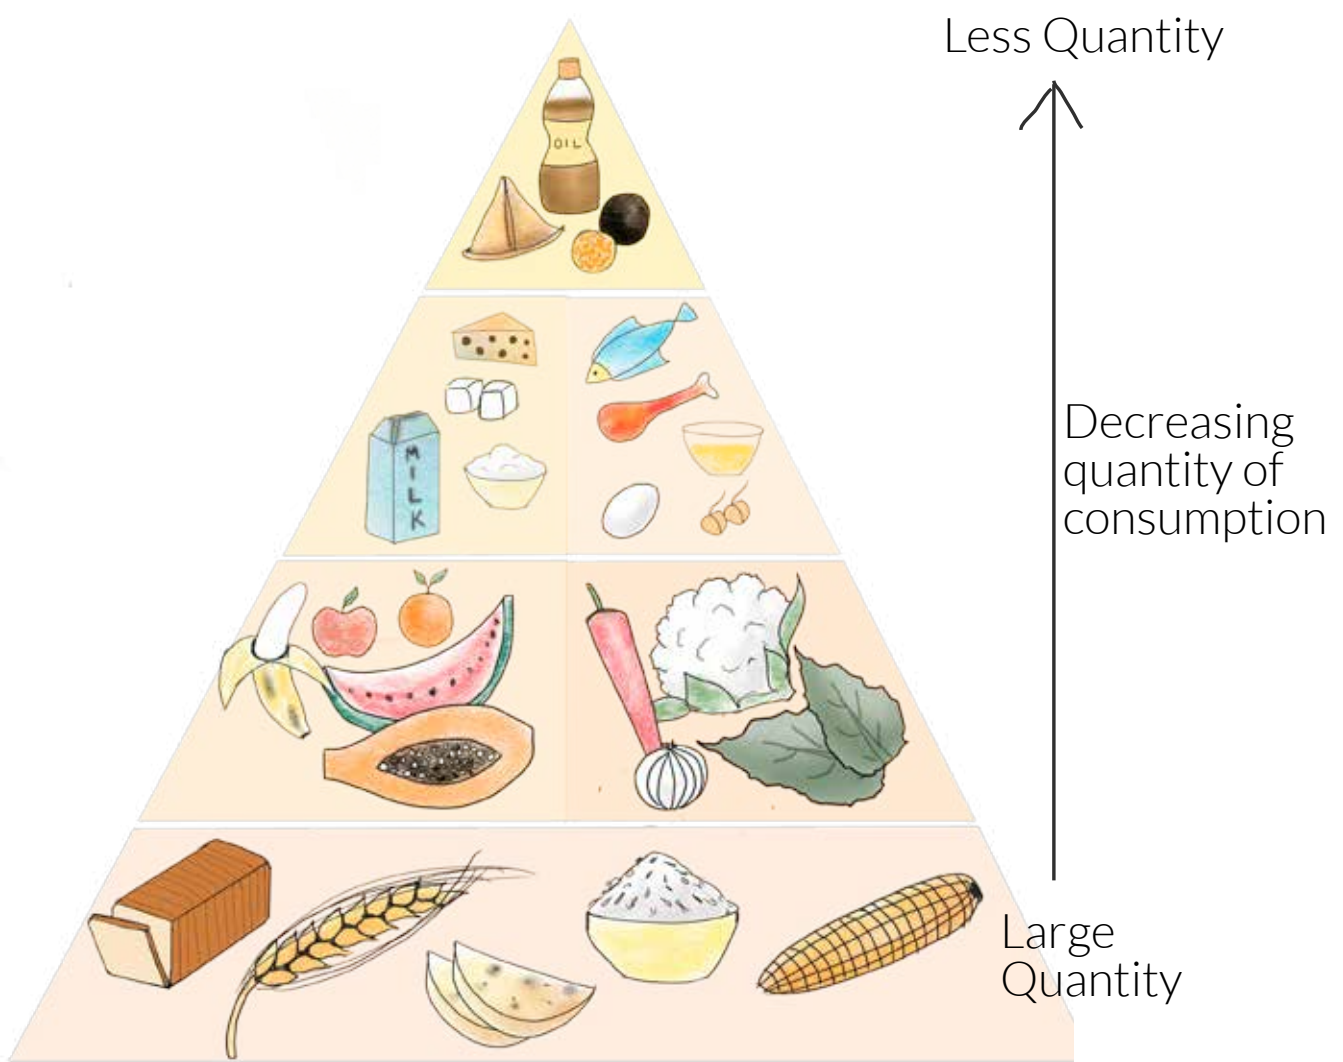 Less Quantity
OIL
Decreasing
quantity of
consumption
MILK
Large
Quantity